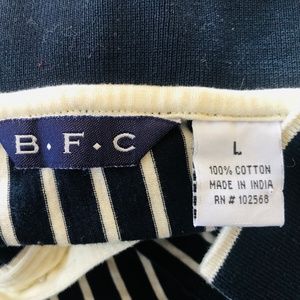 B.F.C
L
100% COTTON
MADE IN INDIA
RN # 102568